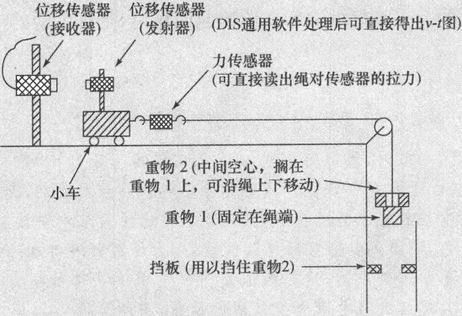 位移传感器
(接收器)
位移传感器
(发射器)
(DIS通用软件处理后可直接得出v-t图)
力传感器
(可直接读出绳对传感器的拉力)
小车
重物2 (中间空心，搁在
重物1上，可沿绳上下移动)
重物1(固定在绳端)
挡板 (用以挡住重物2)